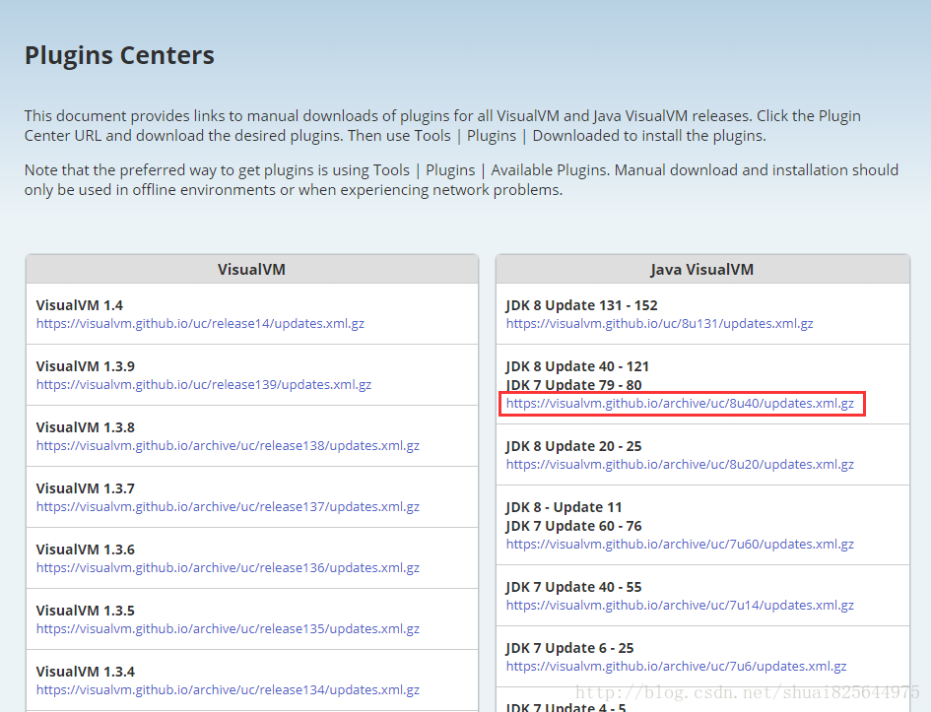 Plugins Centers
This document provides links to manual downloads of plugins for all VisualVM and Java VisualVM releases. Click the Plugin
Center URL and download the desired plugins. Then use Tools | Plugins | Downloaded to install the plugins.
Note that the preferred way to get plugins is using Tools | Plugins | Available Plugins. Manual download and installation should
only be used in offline environments or when experiencing network problems.
VisualVM
VisualVM 1.4
https://visualvm.github.io/uc/release14/updates.xml.gz
VisualVM 1.3.9
https://visualvm.github.io/uc/release139/updates.xml.gz
VisualVM 1.3.8
https://visualvm.github.io/archive/uc/release138/updates.xml.gz
VisualVM 1.3.7
https://visualvm.github.io/archive/uc/release137/updates.xml.gz
VisualVM 1.3.6
https://visualvm.github.io/archive/uc/release136/updates.xml.gz
VisualVM 1.3.5
https://visualvm.github.io/archive/uc/release135/updates.xml.gz
VisualVM 1.3.4
https://visualvm.github.io/archive/uc/release134/updates.xml.gz
Java VisualVM
JDK 8 Update 131 - 152
https://visualvm.github.io/uc/8u131/updates.xml.gz
JDK 8 Update 40 - 121
JDK 7 Update 79 - 80
https://visualvm.github.io/archive/uc/8u40/updates.xml.gz
JDK 8 Update 20 - 25
https://visualvm.github.io/archive/uc/8u20/updates.xml.gz
JDK 8 - Update 11
JDK 7 Update 60 - 76
https://visualvm.github.io/archive/uc/7u60/updates.xml.gz
JDK 7 Update 40 - 55
https://visualvm.github.io/archive/uc/7u14/updates.xml.gz
JDK 7 Update 6 - 25
https://visualvm.github.io/archive/uc/7u6/updates.xml.gz
JDK 7 Update 4 - 5
http://blog.csdn.net/shuai825644975